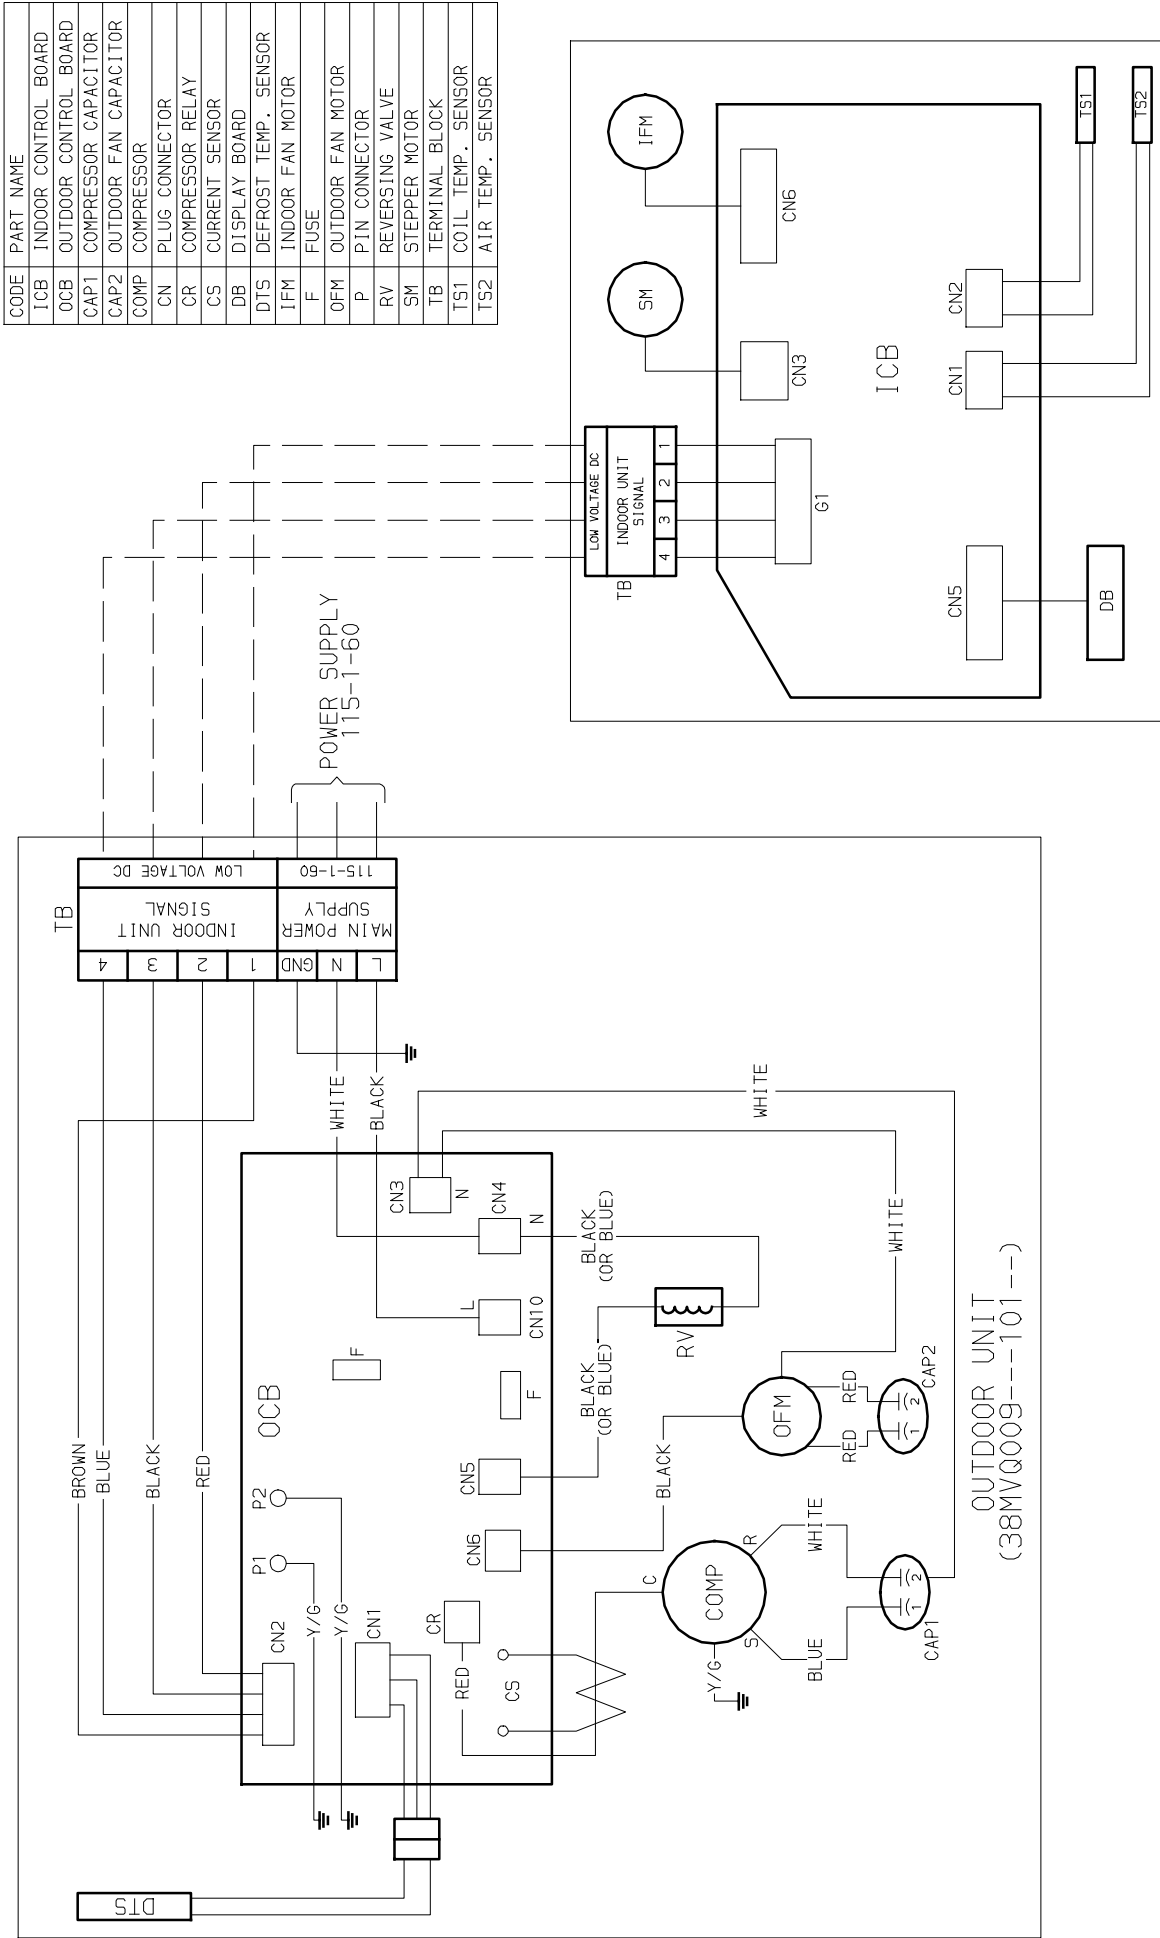 CODE PART NAME
ICB INDOOR CONTROL BOARD
OCB OUTDOOR CONTROL BOARD
CAP1 COMPRESSOR CAPACITOR
CAP2 OUTDOOR FAN CAPACITOR
COMP COMPRESSOR
CN PLUG CONNECTOR
CR COMPRESSOR RELAY
CS CURRENT SENSOR
DB DISPLAY BOARD
DTS DEFROST TEMP. SENSOR
IFM INDOOR FAN MOTOR
F FUSE
OFM OUTDOOR FAN MOTOR
P PIN CONNECTOR
RV REVERSING VALVE
SM STEPPER MOTOR
TB TERMINAL BLOCK
TS1 COIL TEMP. SENSOR
TS2 AIR TEMP. SENSOR
DTS
BROWN
BLUE
BLACK
RED
TB
4
3
2
1
GND
N
L
INDOOR UNIT
SIGNAL
LOW VOLTAGE DC
MAIN POWER
SUPPLY
115-1-60
POWER SUPPLY
115-1-60
OCB
CN2
P1
P2
Y/G
Y/G
CN1
F
CN3
N
WHITE
BLACK
CR
RED
CS
CN6
CN5
F
L
CN10
CN4
N
BLACK
(OR BLUE)
BLACK
(OR BLUE)
RV
BLACK
WHITE
WHITE
C
COMP
S
R
Y/G
BLUE
WHITE
1
2
CAP1
OFM
RED
RED
1
2
CAP2
OUTDOOR UNIT
(38MVQ009---101--)
LOW VOLTAGE DC
INDOOR UNIT
SIGNAL
4
3
2
1
TB
G1
SM
CN3
IFM
CN6
ICB
CN5
DB
CN1
CN2
TS1
TS2